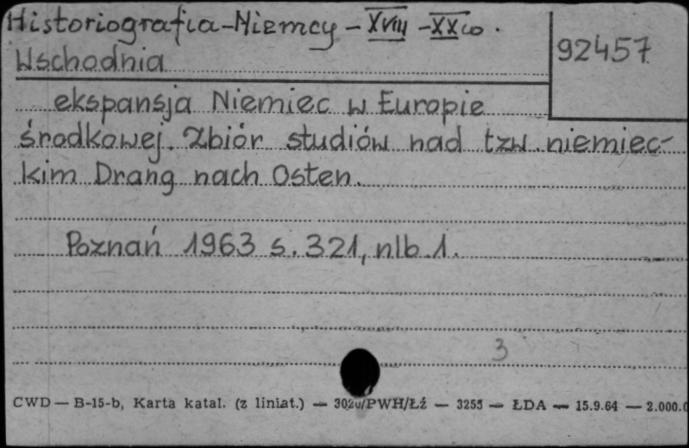 Historiografia-Niemcy-XVIII-XX w.
92457
Wschodnia
ekspansja Niemiec w Europie
środkowej. Zbiór studiów nad tzw. niemiec-
kim Drang nach Osten.
Poznań 1963 s. 321, nlb. 1.
3
CWD — B-15-b, Karta katal. (z liniat.) — /PWH/Łź — 3255 — ŁDA — 15.9.64 — 2.000.0